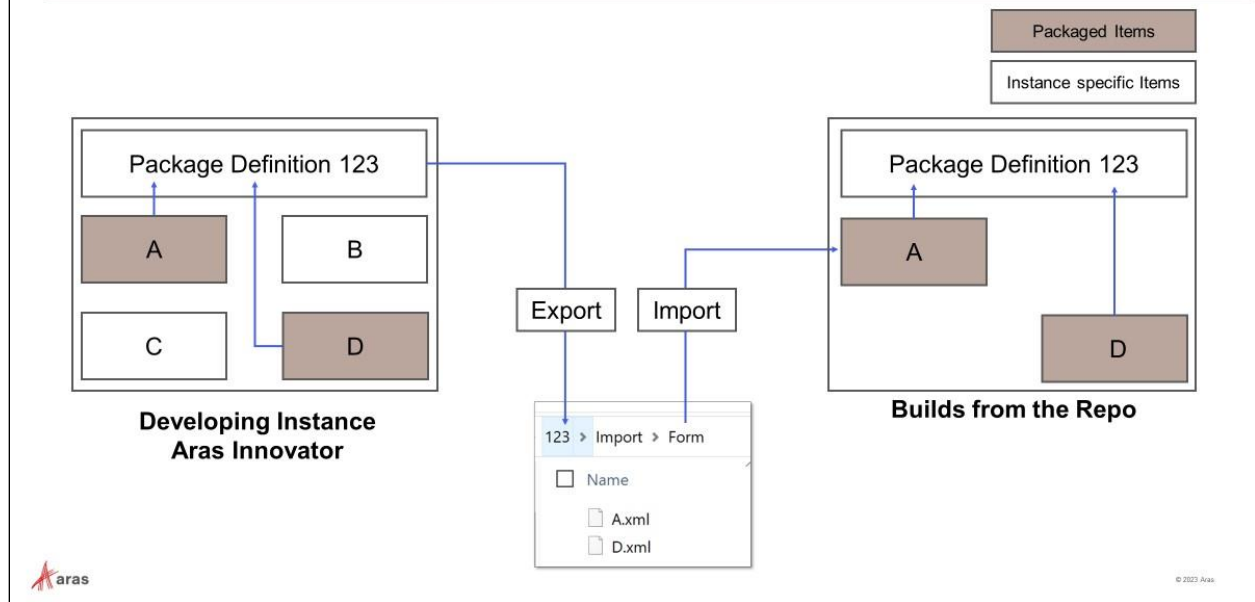 Packaged Items
Instance specific Items
Package Definition 123
A
B
C
D
Developing Instance
Aras Innovator
Export
Import
123 > Import > Form
Name
A.xml
D.xml
Package Definition 123
A
D
Builds from the Repo
aras
© 2023 Aras